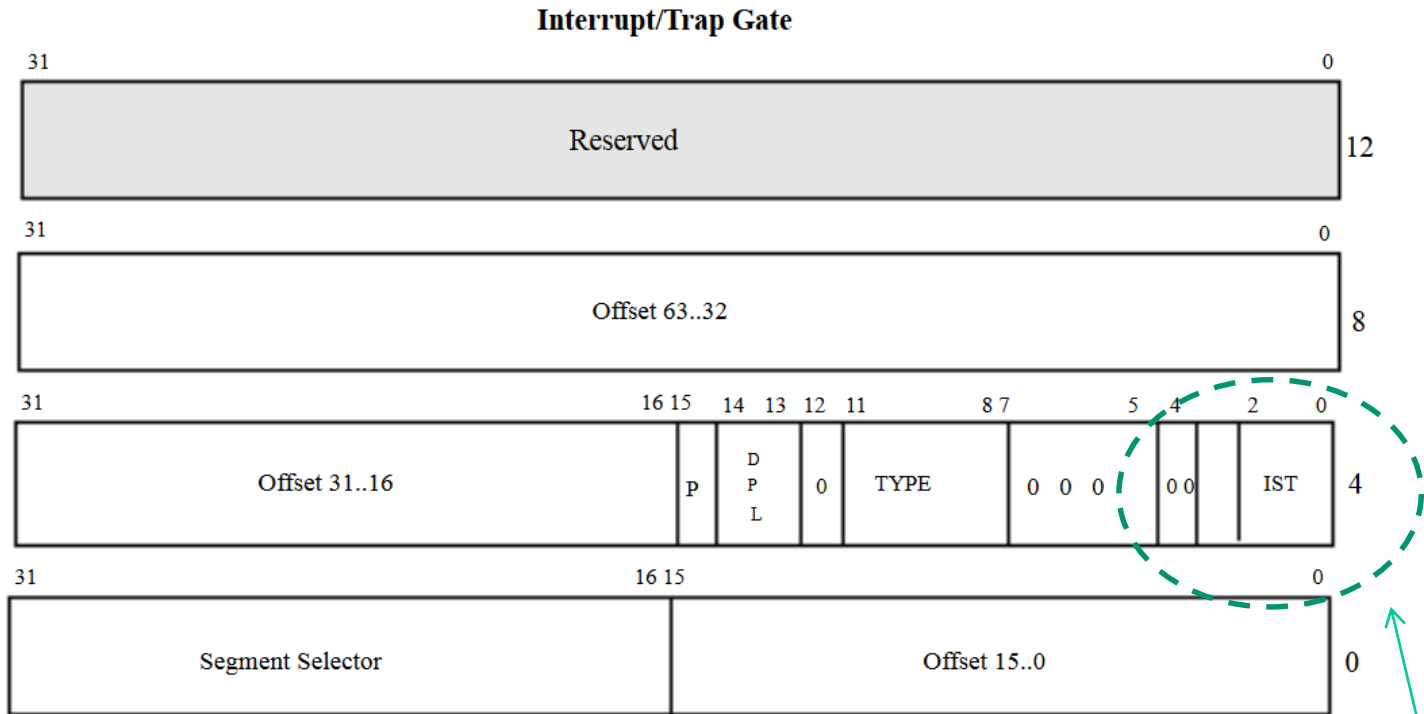 Interrupt/Trap Gate
31 0
Reserved 12
31 0
Offset 63..32 8
31 16 15 14 13 12 11 8 7 5 4 2 0
Offset 31..16 P D P L 0 TYPE 0 0 0 0 0 IST 4
31 16 15 0
Segment Selector Offset 15..0 0